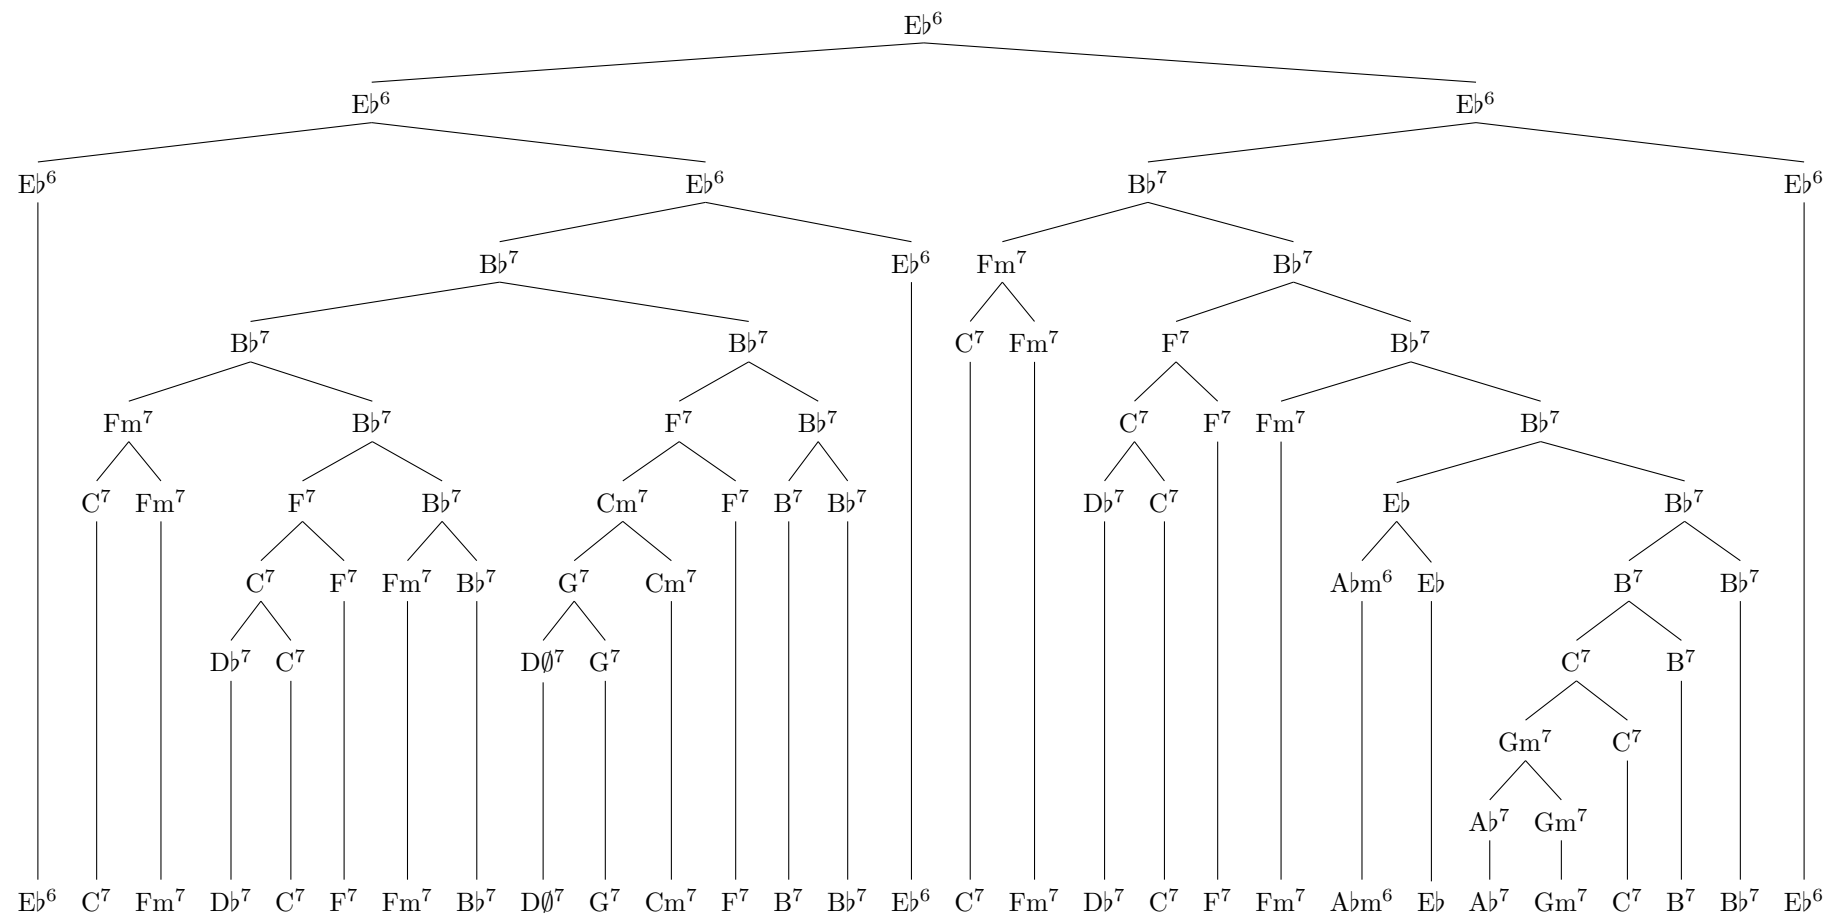 E♭6
E♭6 E♭6
E♭6 E♭6 B♭7 E♭6
B♭7 E♭6 Fm7 B♭7
B♭7 B♭7 C7 Fm7 F7 B♭7
Fm7 B♭7 F7 B♭7 C7 F7 Fm7 B♭7
C7 Fm7 F7 B♭7 Cm7 F7 B7 B♭7 D♭7 C7 E♭ B♭7
C7 F7 Fm7 B♭7 G7 Cm7 A♭m6 E♭ B7 B♭7
D♭7 C7 D∅7 G7 C7 B7
Gm7 C7
A♭7 Gm7
E♭6 C7 Fm7 D♭7 C7 F7 Fm7 B♭7 D∅7 G7 Cm7 F7 B7 B♭7 E♭6 C7 Fm7 D♭7 C7 F7 Fm7 A♭m6 E♭ A♭7 Gm7 C7 B7 B♭7 E♭6